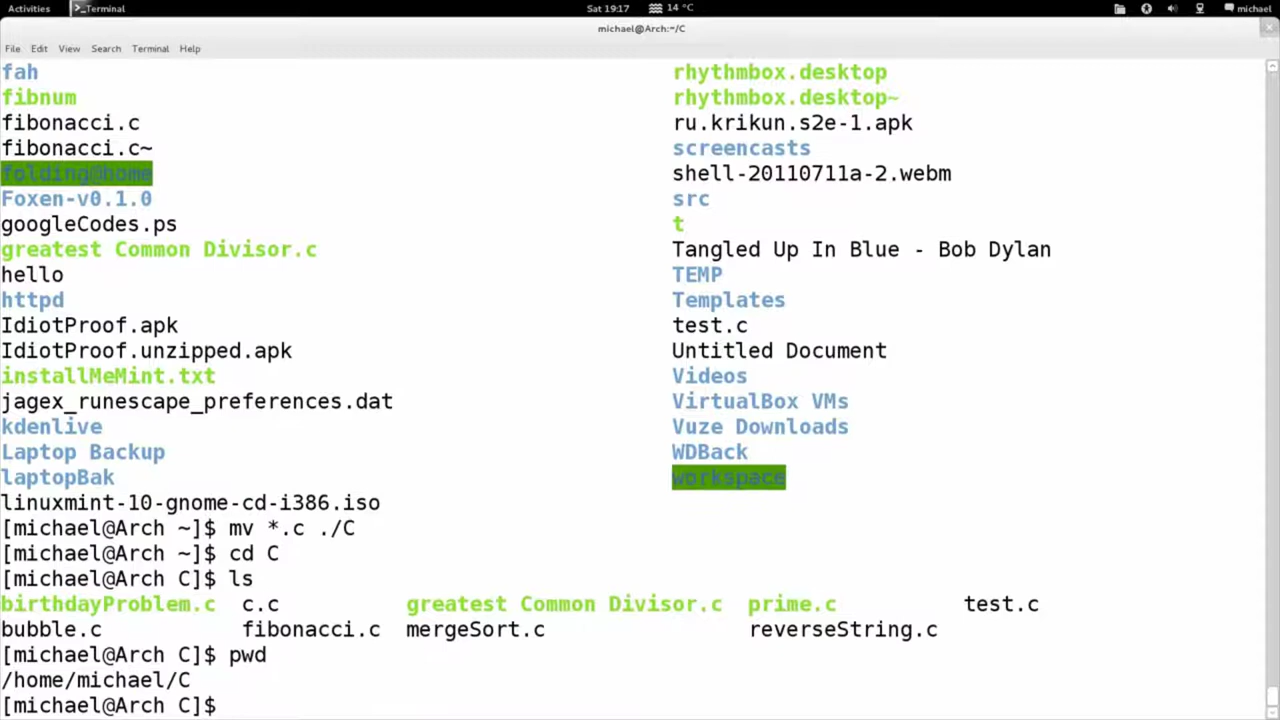 Activities Terminal Sat 19:17 14 °C michael
michael@Arch:~/C
File Edit View Search Terminal Help
fah rhythmbox.desktop
fibnum rhythmbox.desktop~
fibonacci.c ru.krikun.s2e-1.apk
fibonacci.c~ screencasts
folding@home shell-20110711a-2.webm
Foxen-v0.1.0 src
googleCodes.ps t
greatest Common Divisor.c Tangled Up In Blue - Bob Dylan
hello TEMP
httpd Templates
IdiotProof.apk test.c
IdiotProof.unzipped.apk Untitled Document
installMeMint.txt Videos
jagex_runescape_preferences.dat VirtualBox VMs
kdenlive Vuze Downloads
Laptop Backup WDBack
laptopBak workspace
linuxmint-10-gnome-cd-i386.iso
[michael@Arch ~]$ mv *.c ./C
[michael@Arch ~]$ cd C
[michael@Arch C]$ ls
birthdayProblem.c c.c greatest Common Divisor.c prime.c test.c
bubble.c fibonacci.c mergeSort.c reverseString.c
[michael@Arch C]$ pwd
/home/michael/C
[michael@Arch C]$